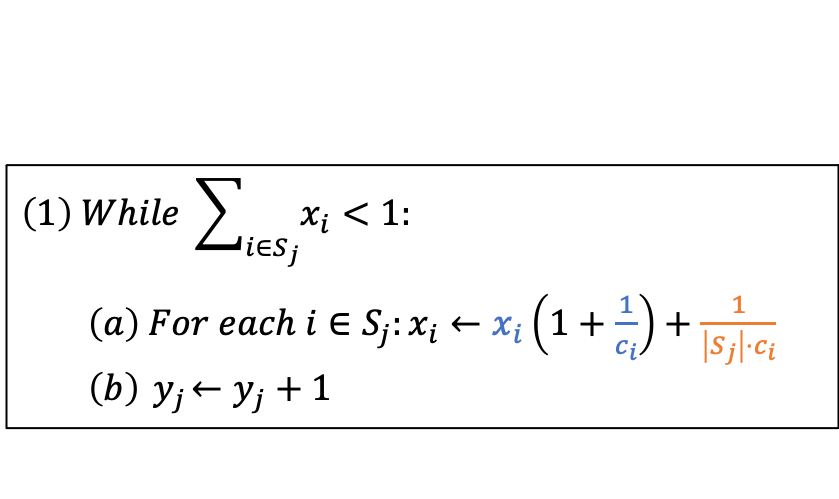 (1) While ∑_{i∈S_j} x_i < 1:
(a) For each i ∈ S_j: x_i ← x_i (1 + 1/c_i) + 1/(|S_j|·c_i)
(b) y_j ← y_j + 1